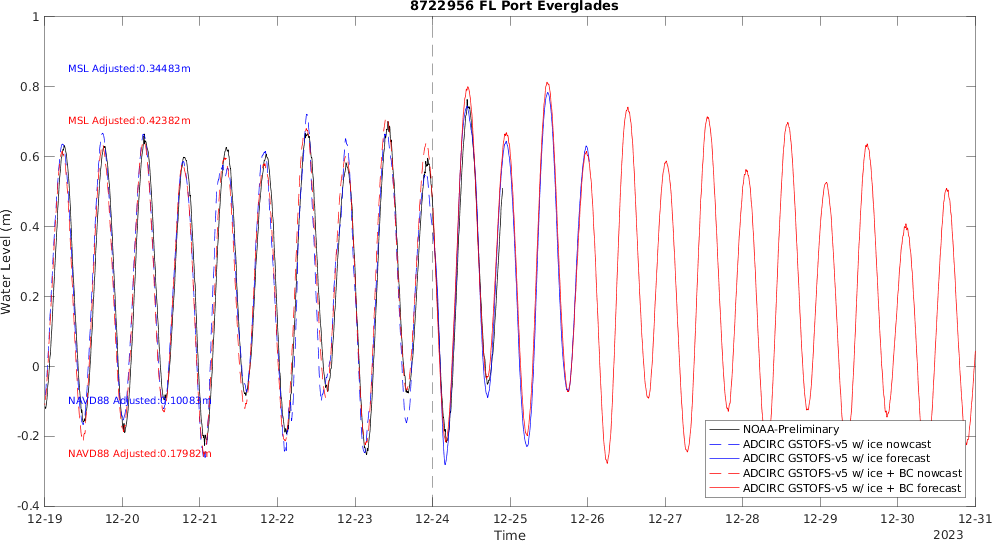 8722956 FL Port Everglades
1
0.8
0.6
0.4
0.2
0
-0.2
-0.4
Water Level (m)
MSL Adjusted:0.34483m
MSL Adjusted:0.42382m
NAVD88 Adjusted:0.10083m
NAVD88 Adjusted:0.17982m
NOAA-Preliminary
ADCIRC GSTOFS-v5 w/ ice nowcast
ADCIRC GSTOFS-v5 w/ ice forecast
ADCIRC GSTOFS-v5 w/ ice + BC nowcast
ADCIRC GSTOFS-v5 w/ ice + BC forecast
12-19 12-20 12-21 12-22 12-23 12-24 12-25 12-26 12-27 12-28 12-29 12-30 12-31
Time
2023